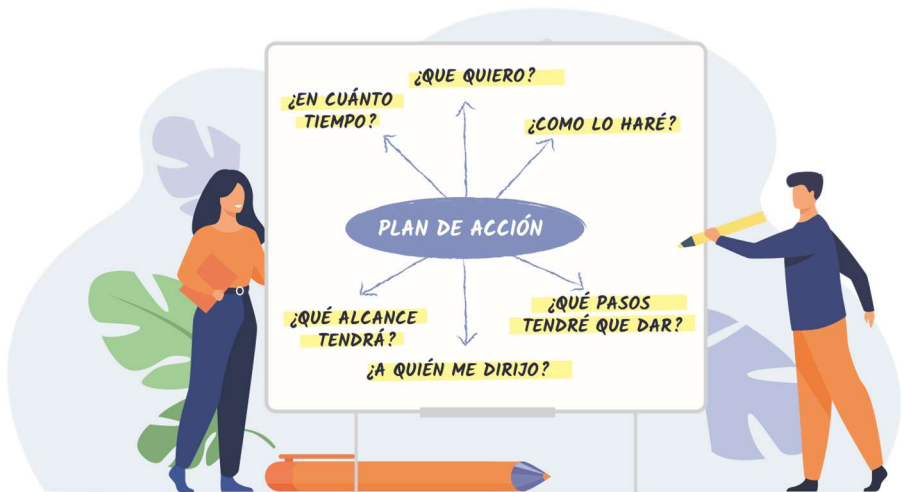 ¿QUE QUIERO?
¿EN CUÁNTO
TIEMPO?
¿COMO LO HARÉ?
PLAN DE ACCIÓN
¿QUÉ ALCANCE
TENDRÁ?
¿QUÉ PASOS
TENDRÉ QUE DAR?
¿A QUIÉN ME DIRIJO?